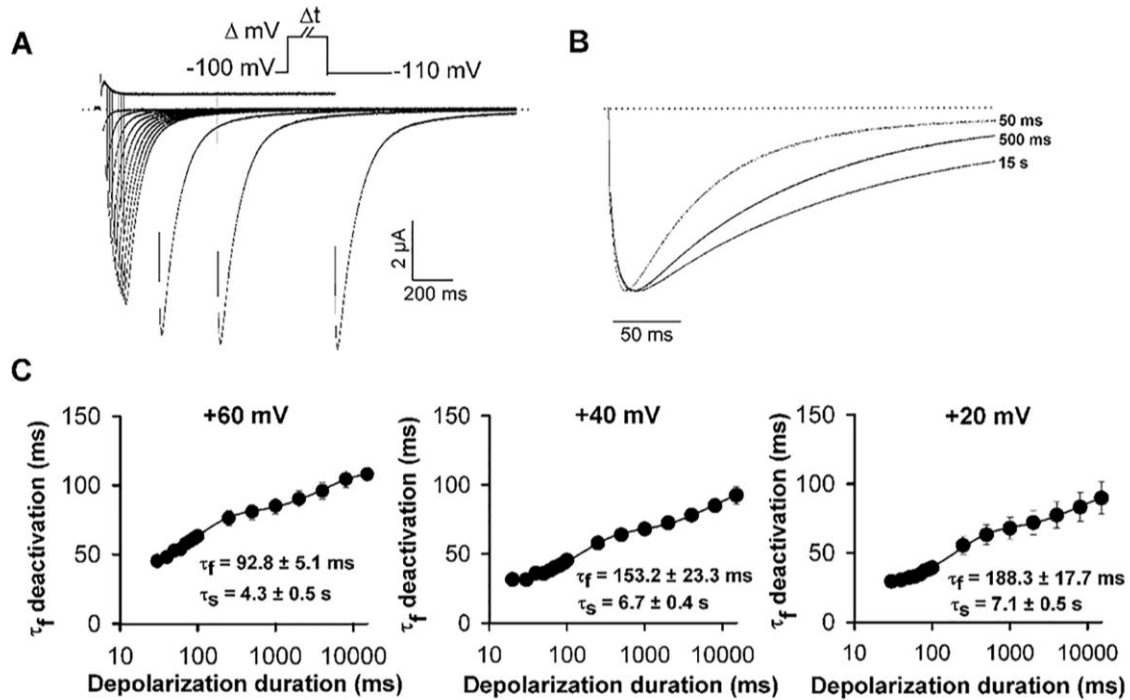 A
Δt
Δ mV
-100 mV
-110 mV
2 μA
200 ms
B
50 ms
500 ms
15 s
50 ms
C
τf deactivation (ms)
150
100
50
0
+60 mV
τf = 92.8 ± 5.1 ms
τs = 4.3 ± 0.5 s
10 100 1000 10000
Depolarization duration (ms)
τf deactivation (ms)
150
100
50
0
+40 mV
τf = 153.2 ± 23.3 ms
τs = 6.7 ± 0.4 s
10 100 1000 10000
Depolarization duration (ms)
τf deactivation (ms)
150
100
50
0
+20 mV
τf = 188.3 ± 17.7 ms
τs = 7.1 ± 0.5 s
10 100 1000 10000
Depolarization duration (ms)